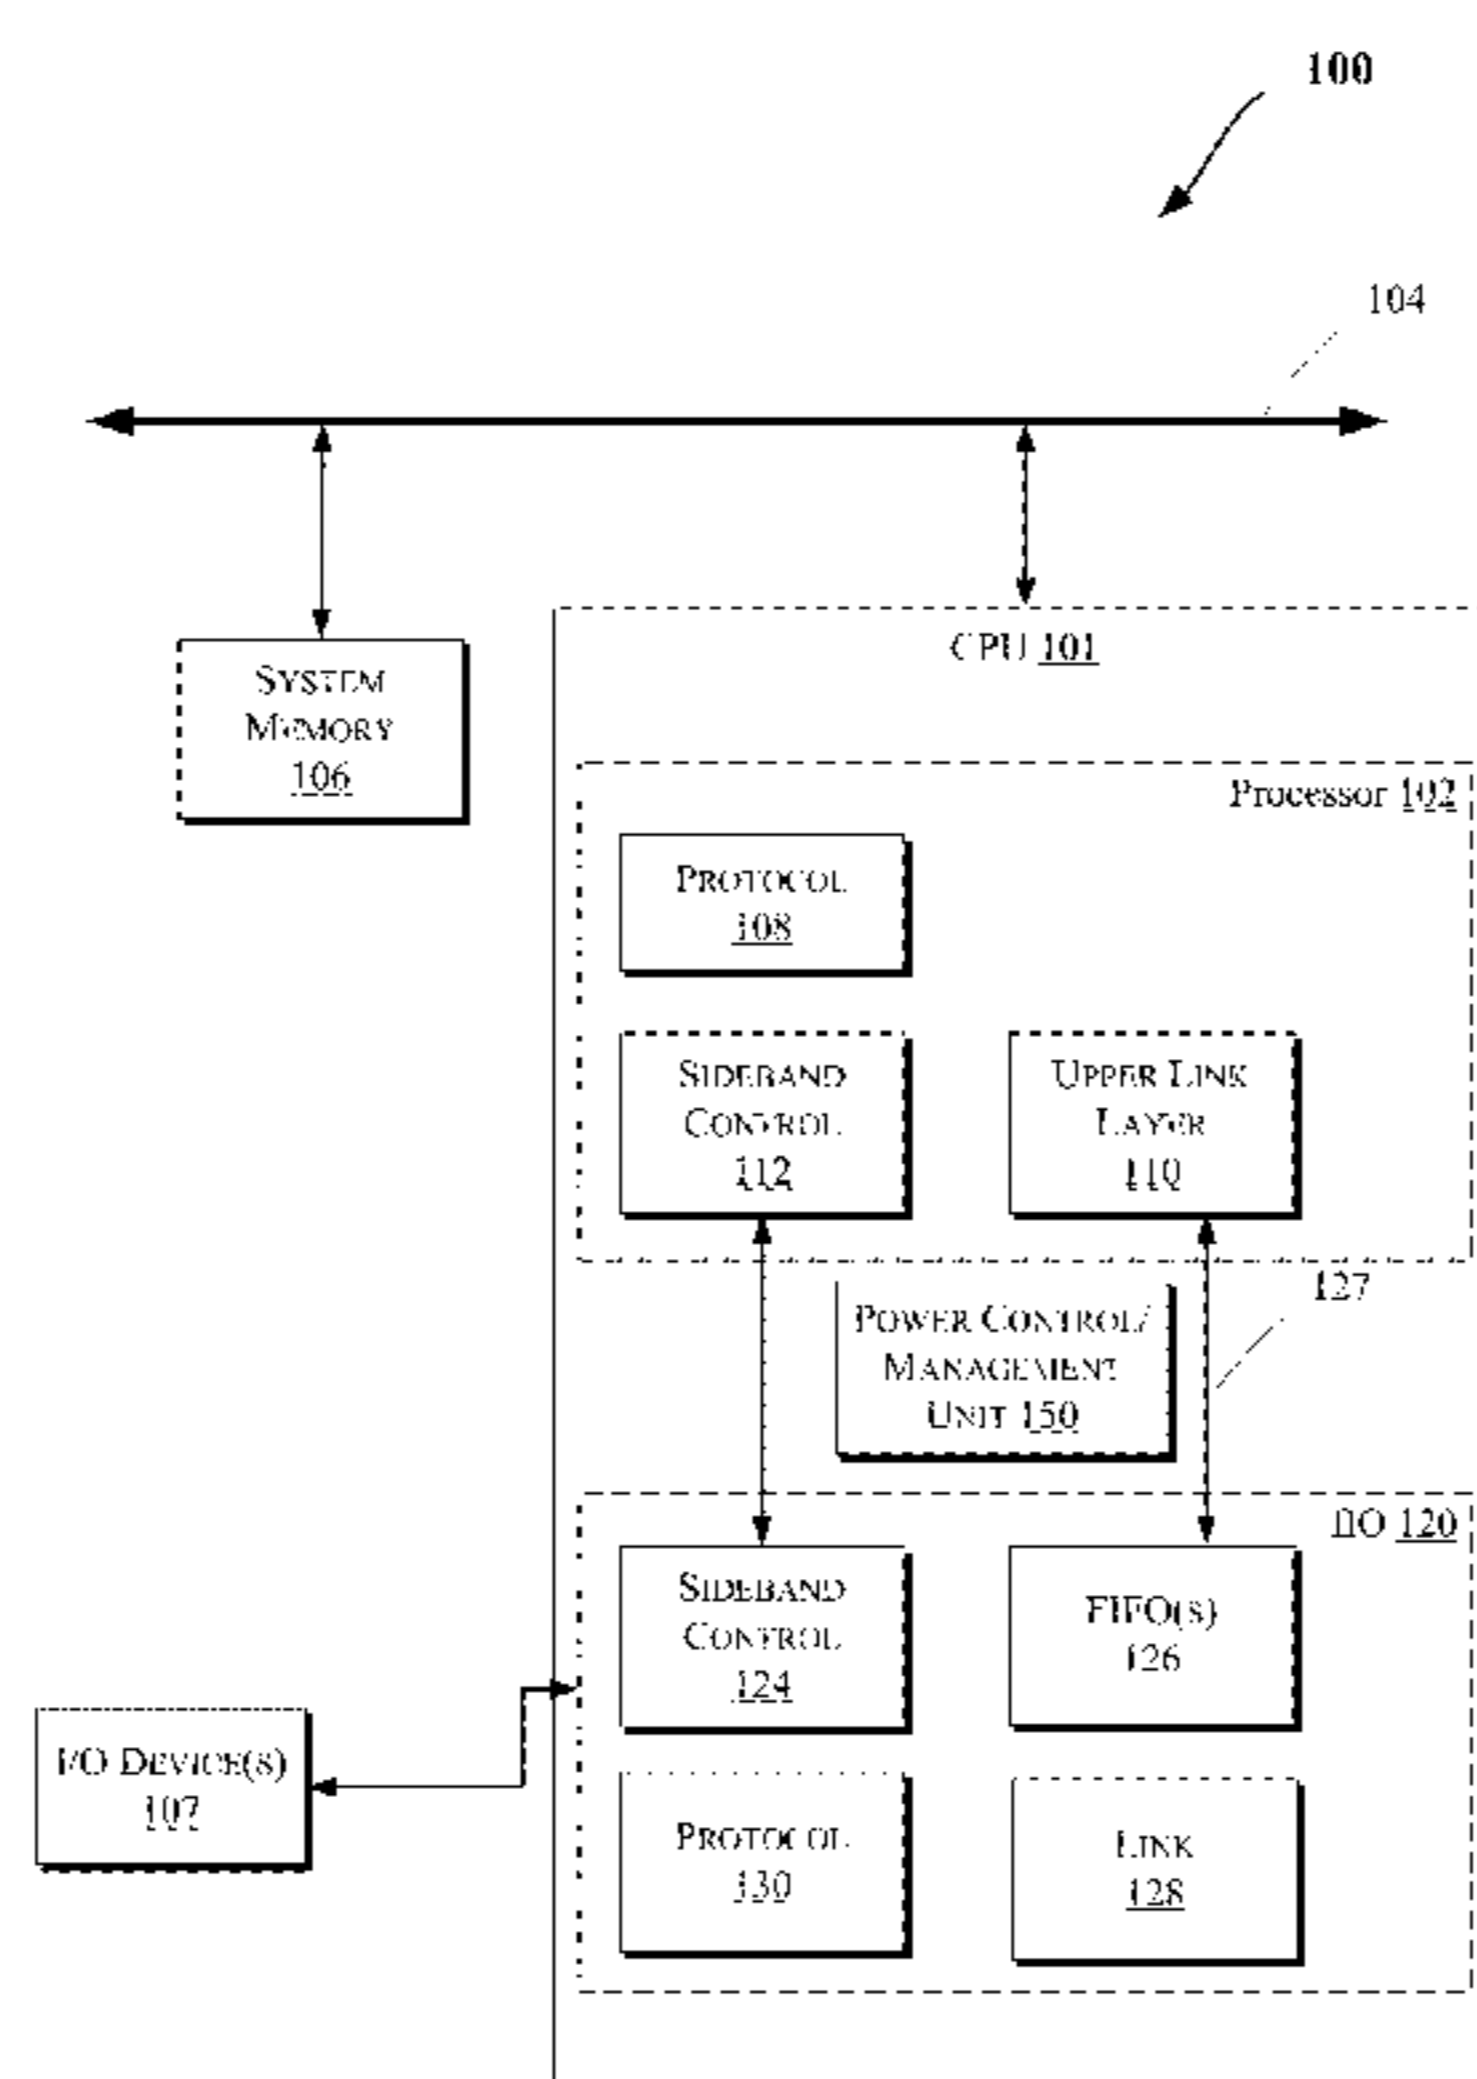 100
104
CPU 101
SYSTEM
MEMORY
106
Processor 102
PROTOCOL
108
SIDEBAND
CONTROL
112
UPPER LINK
LAYER
110
127
POWER CONTROL/
MANAGEMENT
UNIT 150
IIO 120
SIDEBAND
CONTROL
124
FIFO(S)
126
I/O DEVICE(S)
107
PROTOCOL
130
LINK
128